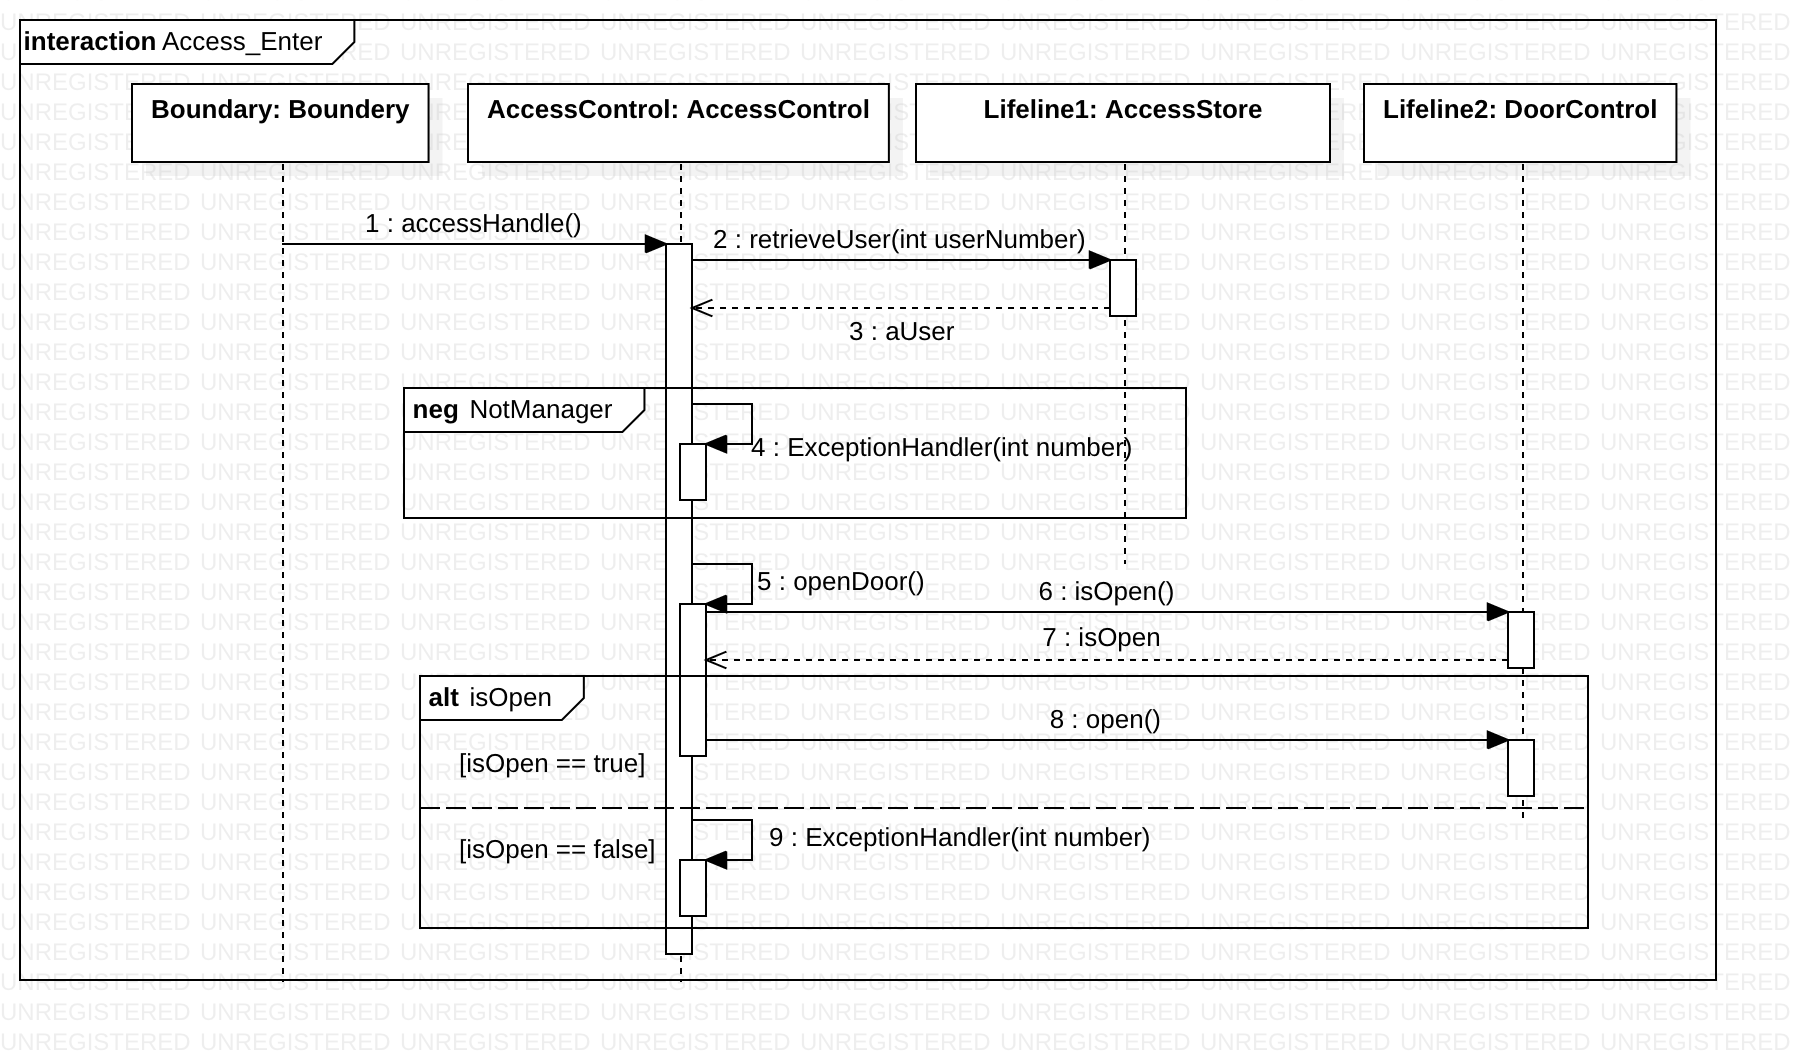 interaction Access_Enter
Boundary: Boundery
AccessControl: AccessControl
Lifeline1: AccessStore
Lifeline2: DoorControl
1 : accessHandle()
2 : retrieveUser(int userNumber)
3 : aUser
neg NotManager
4 : ExceptionHandler(int number)
5 : openDoor()
6 : isOpen()
7 : isOpen
alt isOpen
8 : open()
[isOpen == true]
9 : ExceptionHandler(int number)
[isOpen == false]
UNREGISTERED